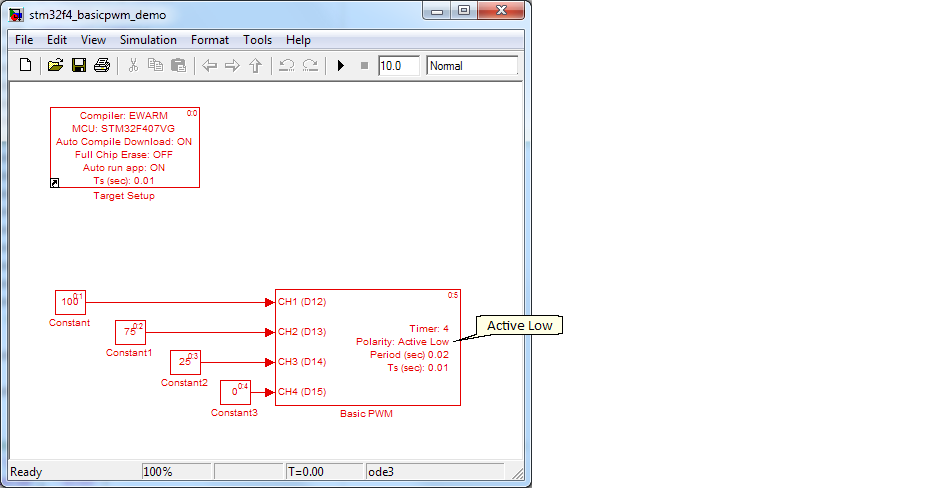 stm32f4_basicpwm_demo
File Edit View Simulation Format Tools Help
10.0 Normal
0:0
Compiler: EWARM
MCU: STM32F407VG
Auto Compile Download: ON
Full Chip Erase: OFF
Auto run app: ON
Ts (sec): 0.01
Target Setup
0:1
100
Constant
0:2
75
Constant1
0:3
25
Constant2
0:4
0
Constant3
0:5
CH1 (D12)
CH2 (D13)
CH3 (D14)
CH4 (D15)
Timer: 4
Polarity: Active Low
Period (sec) 0.02
Ts (sec): 0.01
Basic PWM
Active Low
Ready 100% T=0.00 ode3